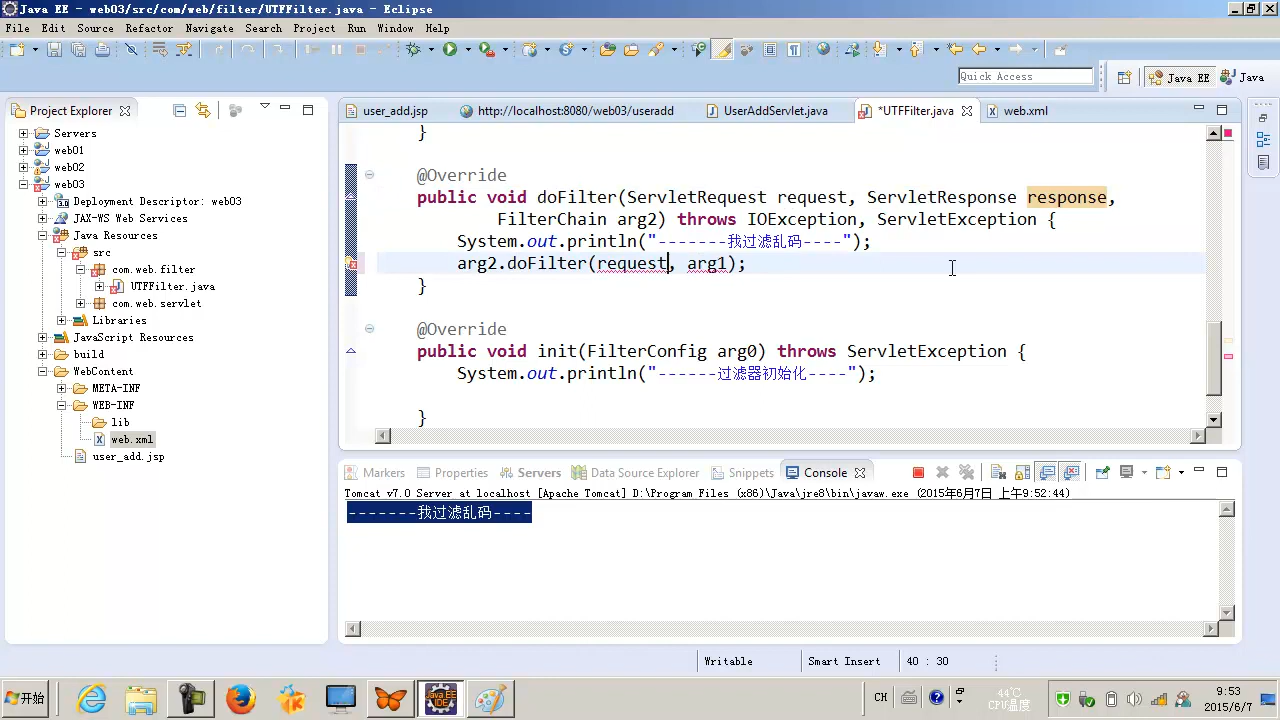 Java EE - web03/src/com/web/filter/UTFFilter.java - Eclipse
File Edit Source Refactor Navigate Search Project Run Window Help
Quick Access
Java EE
Java
Project Explorer
user_add.jsp
http://localhost:8080/web03/useradd
UserAddServlet.java
*UTFFilter.java
web.xml
Servers
web01
web02
web03
Deployment Descriptor: web03
JAX-WS Web Services
Java Resources
src
com.web.filter
UTFFilter.java
com.web.servlet
Libraries
JavaScript Resources
build
WebContent
META-INF
WEB-INF
lib
web.xml
user_add.jsp
}
@Override
public void doFilter(ServletRequest request, ServletResponse response,
FilterChain arg2) throws IOException, ServletException {
System.out.println("-------我过滤乱码----");
arg2.doFilter(request, arg1);
}
@Override
public void init(FilterConfig arg0) throws ServletException {
System.out.println("------过滤器初始化----");
}
Markers
Properties
Servers
Data Source Explorer
Snippets
Console
Tomcat v7.0 Server at localhost [Apache Tomcat] D:\Program Files (x86)\Java\jre8\bin\javaw.exe (2015年6月7日 上午9:52:44)
-------我过滤乱码----
Writable
Smart Insert
40 : 30
开始
Java EE
IDE
CH
44℃
CPU温度
9:53
2015/6/7